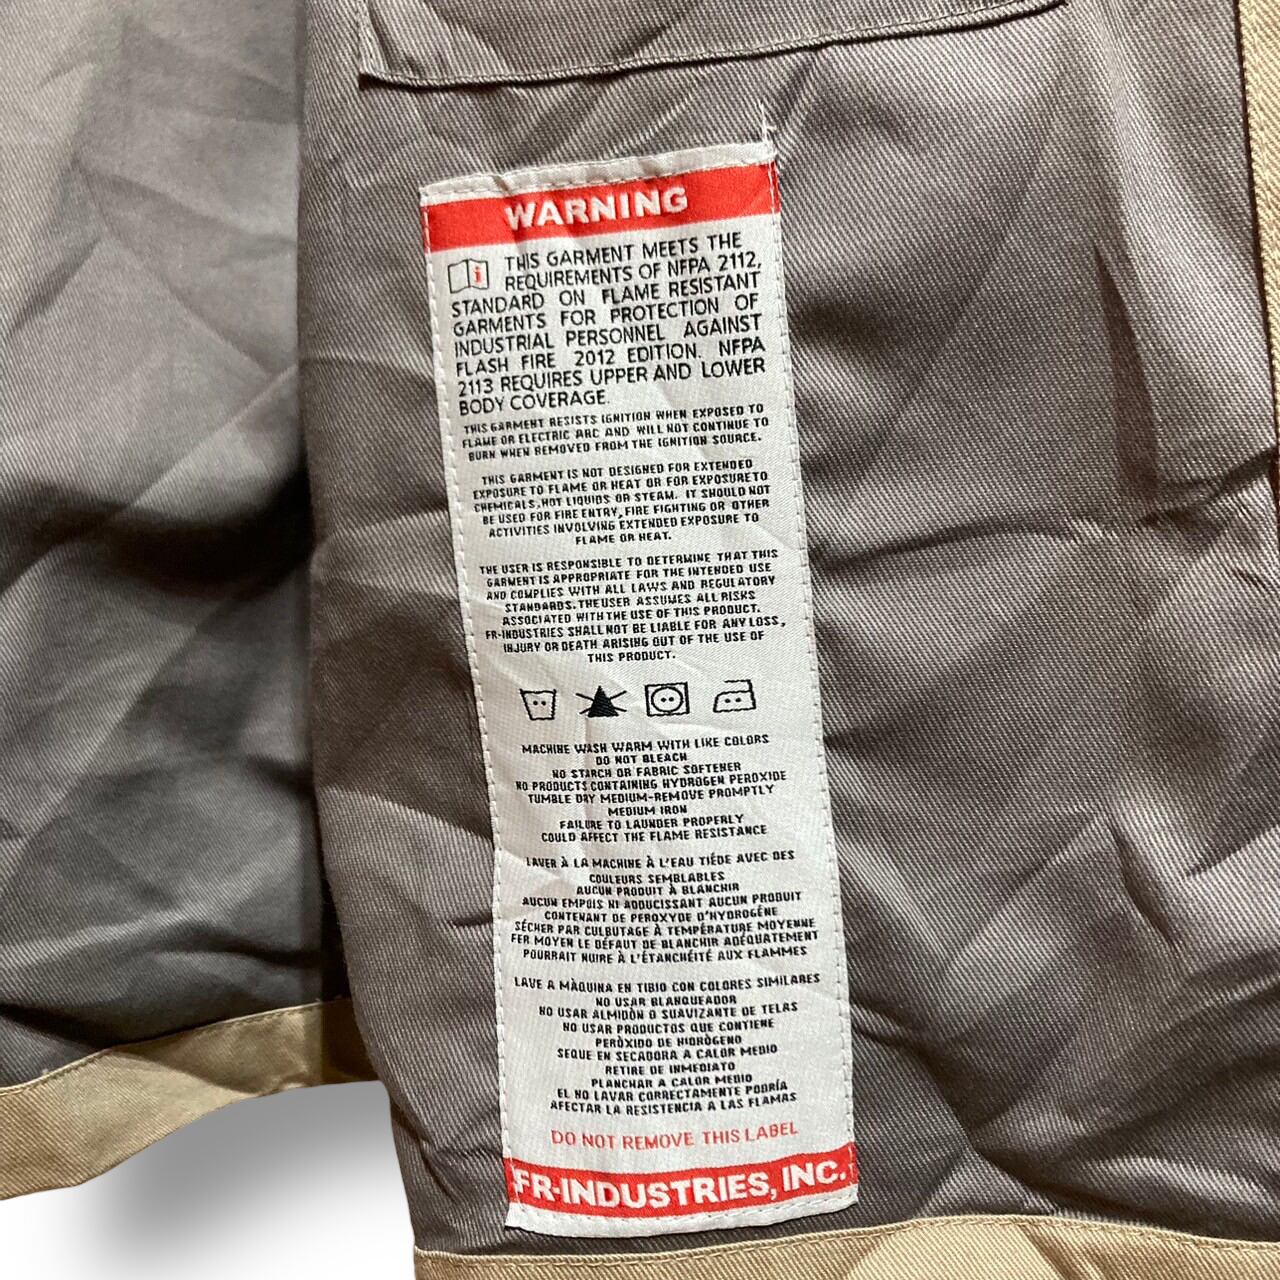 WARNING
THIS GARMENT MEETS THE
REQUIREMENTS OF NFPA 2112,
STANDARD ON FLAME RESISTANT
GARMENTS FOR PROTECTION OF
INDUSTRIAL PERSONNEL AGAINST
FLASH FIRE 2012 EDITION. NFPA
2113 REQUIRES UPPER AND LOWER
BODY COVERAGE.
THIS GARMENT RESISTS IGNITION WHEN EXPOSED TO
FLAME OR ELECTRIC ARC AND WILL NOT CONTINUE TO
BURN WHEN REMOVED FROM THE IGNITION SOURCE.
THIS GARMENT IS NOT DESIGNED FOR EXTENDED
EXPOSURE TO FLAME OR HEAT OR FOR EXPOSURE TO
CHEMICALS, HOT LIQUIDS OR STEAM. IT SHOULD NOT
BE USED FOR FIRE ENTRY, FIRE FIGHTING OR OTHER
ACTIVITIES INVOLVING EXTENDED EXPOSURE TO
FLAME OR HEAT.
THE USER IS RESPONSIBLE TO DETERMINE THAT THIS
GARMENT IS APPROPRIATE FOR THE INTENDED USE
AND COMPLIES WITH ALL LAWS AND REGULATORY
STANDARDS. THE USER ASSUMES ALL RISKS
ASSOCIATED WITH THE USE OF THIS PRODUCT.
FR-INDUSTRIES SHALL NOT BE LIABLE FOR ANY LOSS,
INJURY OR DEATH ARISING OUT OF THE USE OF
THIS PRODUCT.
MACHINE WASH WARM WITH LIKE COLORS
DO NOT BLEACH
NO STARCH OR FABRIC SOFTENER
NO PRODUCTS CONTAINING HYDROGEN PEROXIDE
TUMBLE DRY MEDIUM-REMOVE PROMPTLY
MEDIUM IRON
FAILURE TO LAUNDER PROPERLY
COULD AFFECT THE FLAME RESISTANCE
LAVER À LA MACHINE À L'EAU TIÉDE AVEC DES
COULEURS SEMBLABLES
AUCUN PRODUIT À BLANCHIR
AUCUN EMPOIS NI ADOUCISSANT AUCUN PRODUIT
CONTENANT DE PEROXYDE D'HYDROGÉNE
SÉCHER PAR CULBUTAGE À TEMPÉRATURE MOYENNE
FER MOYEN LE DÉFAUT DE BLANCHIR ADÉQUATEMENT
POURRAIT NUIRE À L'ÉTANCHÉITÉ AUX FLAMMES
LAVE A MÀQUINA EN TIBIO CON COLORES SIMILARES
NO USAR BLANQUEADOR
NO USAR ALMIDÒN O SUAVIZANTE DE TELAS
NO USAR PRODUCTOS QUE CONTIENE
PERÒXIDO DE HIDRÒGENO
SEQUE EN SECADORA A CALOR MEDIO
RETIRE DE INMEDIATO
PLANCHAR A CALOR MEDIO
EL NO LAVAR CORRECTAMENTE PODRÍA
AFECTAR LA RESISTENCIA A LAS FLAMAS
DO NOT REMOVE THIS LABEL
FR-INDUSTRIES, INC.